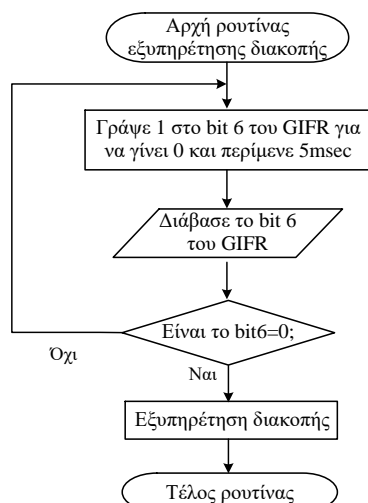 Αρχή ρουτίνας
εξυπηρέτησης διακοπής
Γράψε 1 στο bit 6 του GIFR για
να γίνει 0 και περίμενε 5msec
Διάβασε το bit 6
του GIFR
Είναι το bit6=0;
Όχι
Ναι
Εξυπηρέτηση διακοπής
Τέλος ρουτίνας